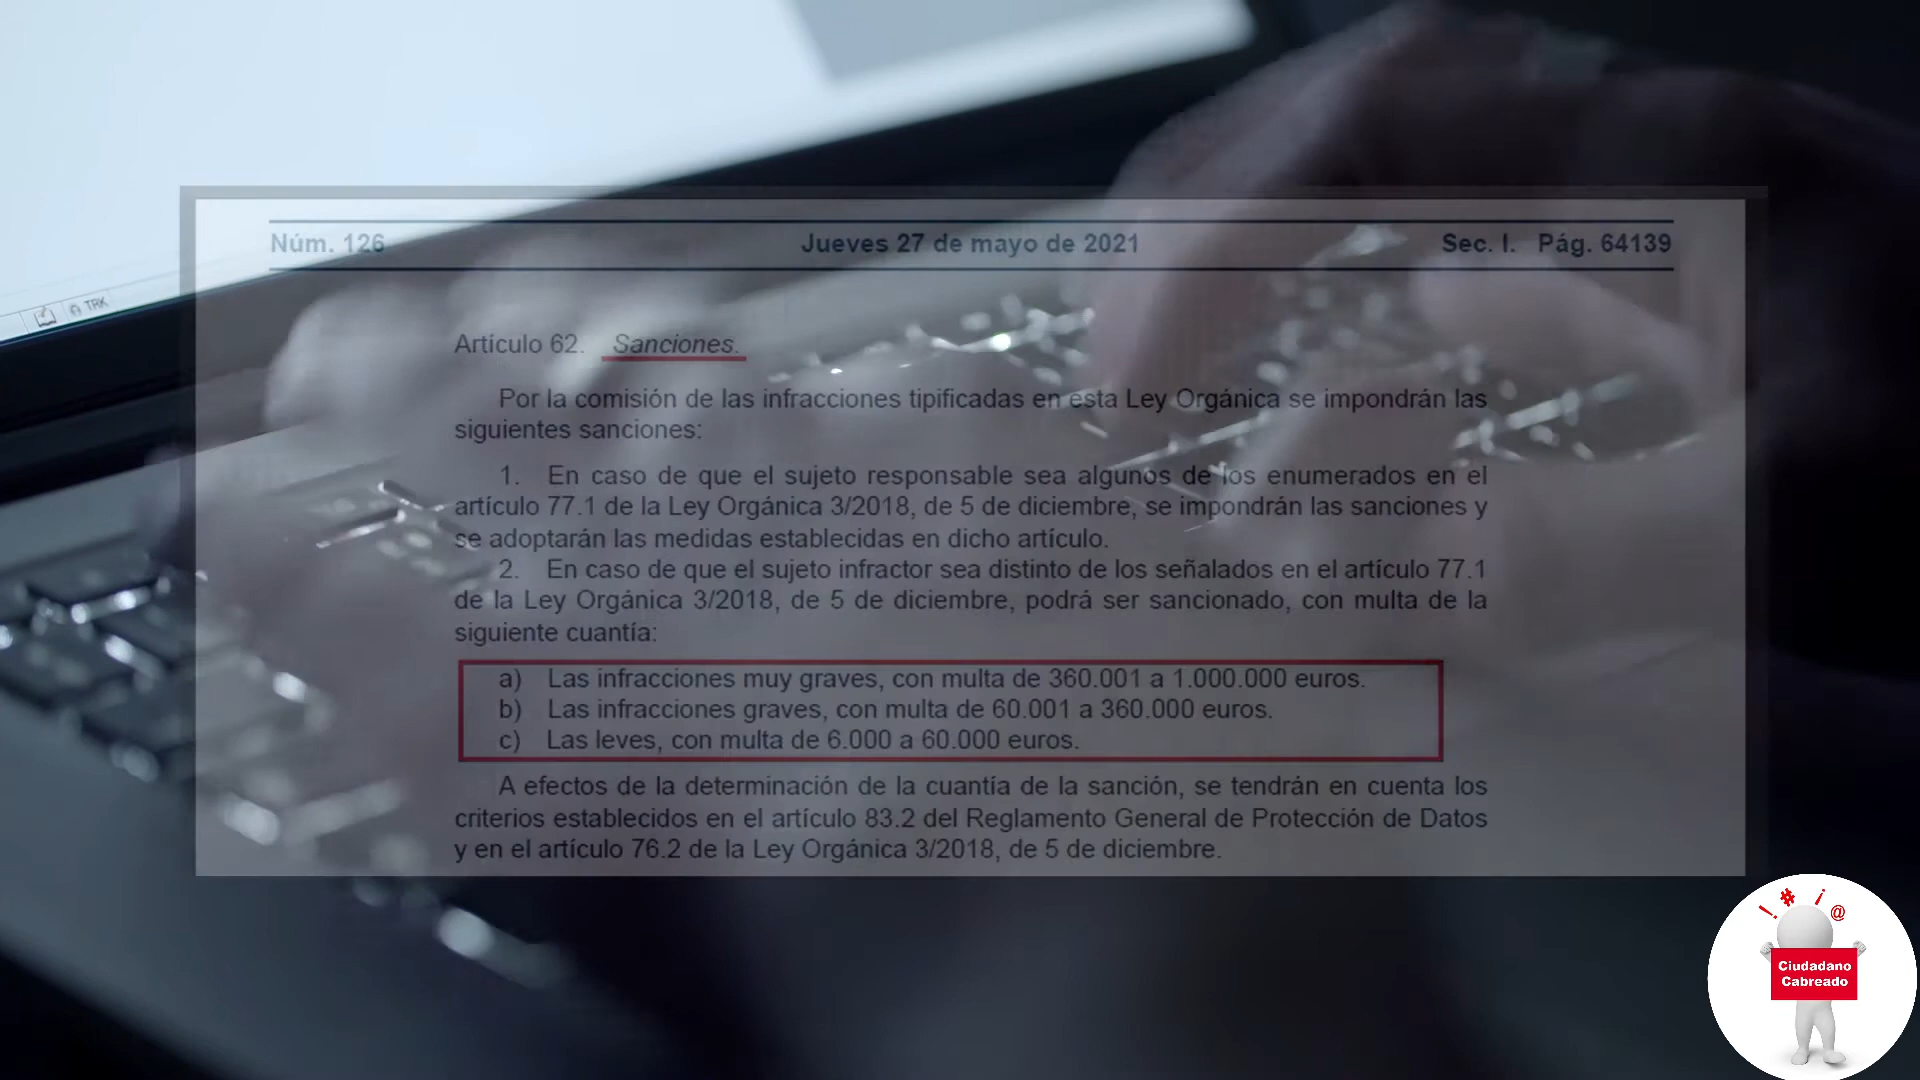 TRK
Núm. 126 Jueves 27 de mayo de 2021 Sec. I. Pág. 64139
Artículo 62. Sanciones.
Por la comisión de las infracciones tipificadas en esta Ley Orgánica se impondrán las
siguientes sanciones:
1. En caso de que el sujeto responsable sea algunos de los enumerados en el
artículo 77.1 de la Ley Orgánica 3/2018, de 5 de diciembre, se impondrán las sanciones y
se adoptarán las medidas establecidas en dicho artículo.
2. En caso de que el sujeto infractor sea distinto de los señalados en el artículo 77.1
de la Ley Orgánica 3/2018, de 5 de diciembre, podrá ser sancionado, con multa de la
siguiente cuantía:
a) Las infracciones muy graves, con multa de 360.001 a 1.000.000 euros.
b) Las infracciones graves, con multa de 60.001 a 360.000 euros.
c) Las leves, con multa de 6.000 a 60.000 euros.
A efectos de la determinación de la cuantía de la sanción, se tendrán en cuenta los
criterios establecidos en el artículo 83.2 del Reglamento General de Protección de Datos
y en el artículo 76.2 de la Ley Orgánica 3/2018, de 5 de diciembre.
! # ¡ @
Ciudadano
Cabreado